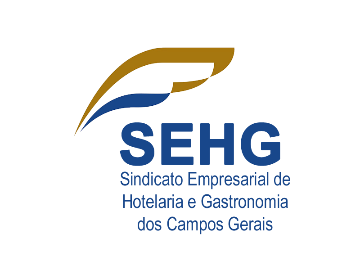 SEHG
Sindicato Empresarial de
Hotelaria e Gastronomia
dos Campos Gerais